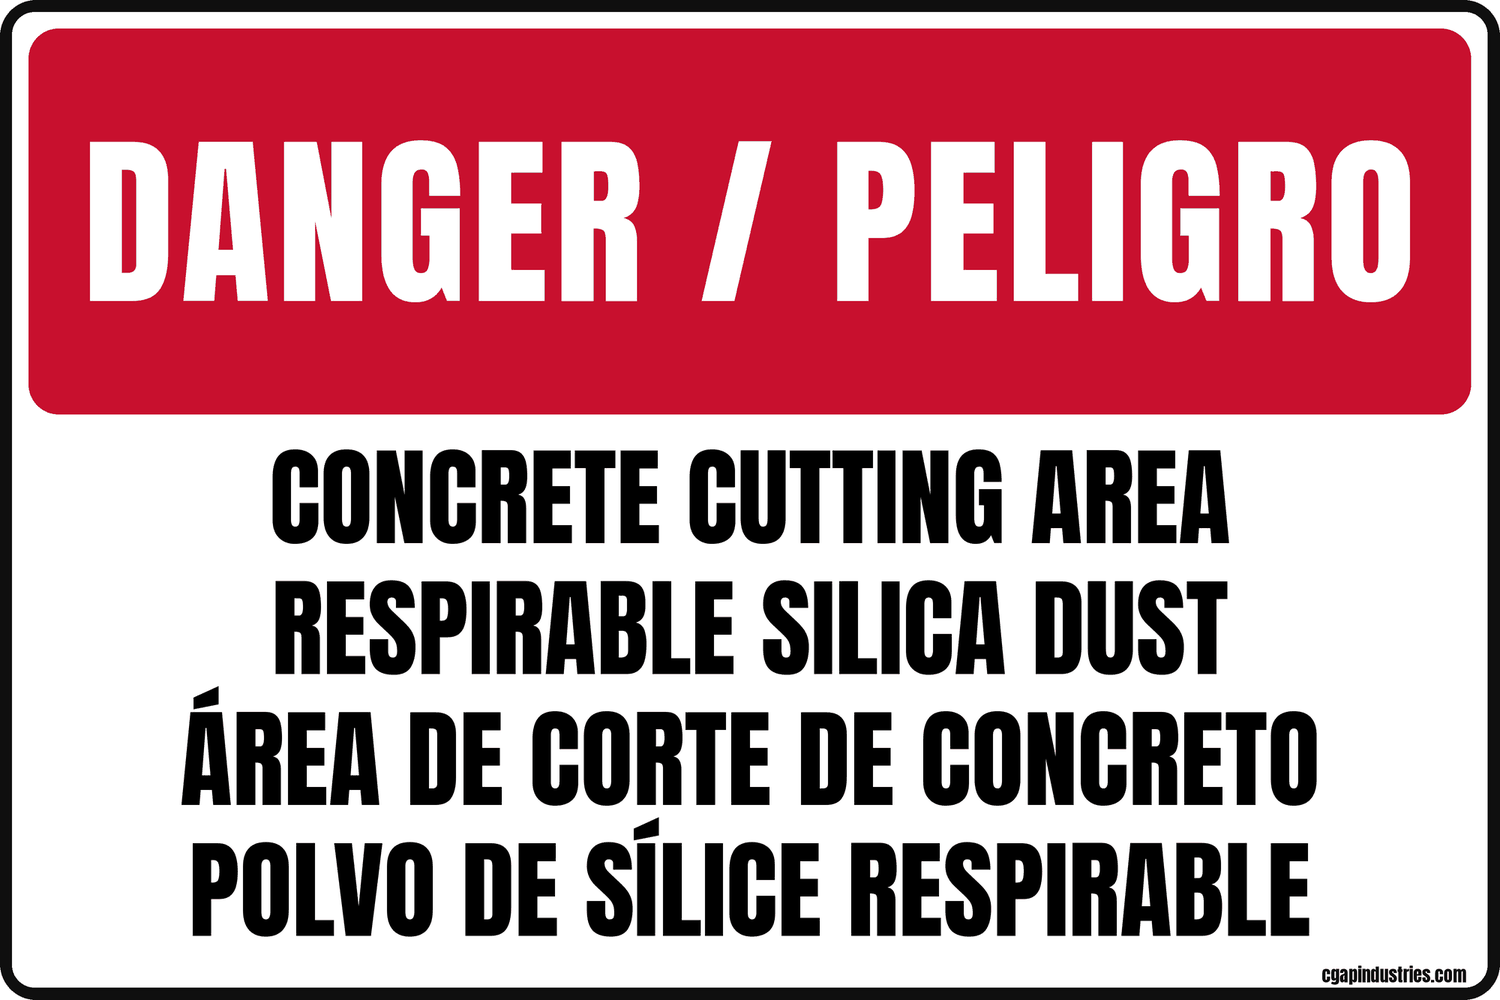 DANGER / PELIGRO
CONCRETE CUTTING AREA
RESPIRABLE SILICA DUST
ÁREA DE CORTE DE CONCRETO
POLVO DE SÍLICE RESPIRABLE
cgapindustries.com